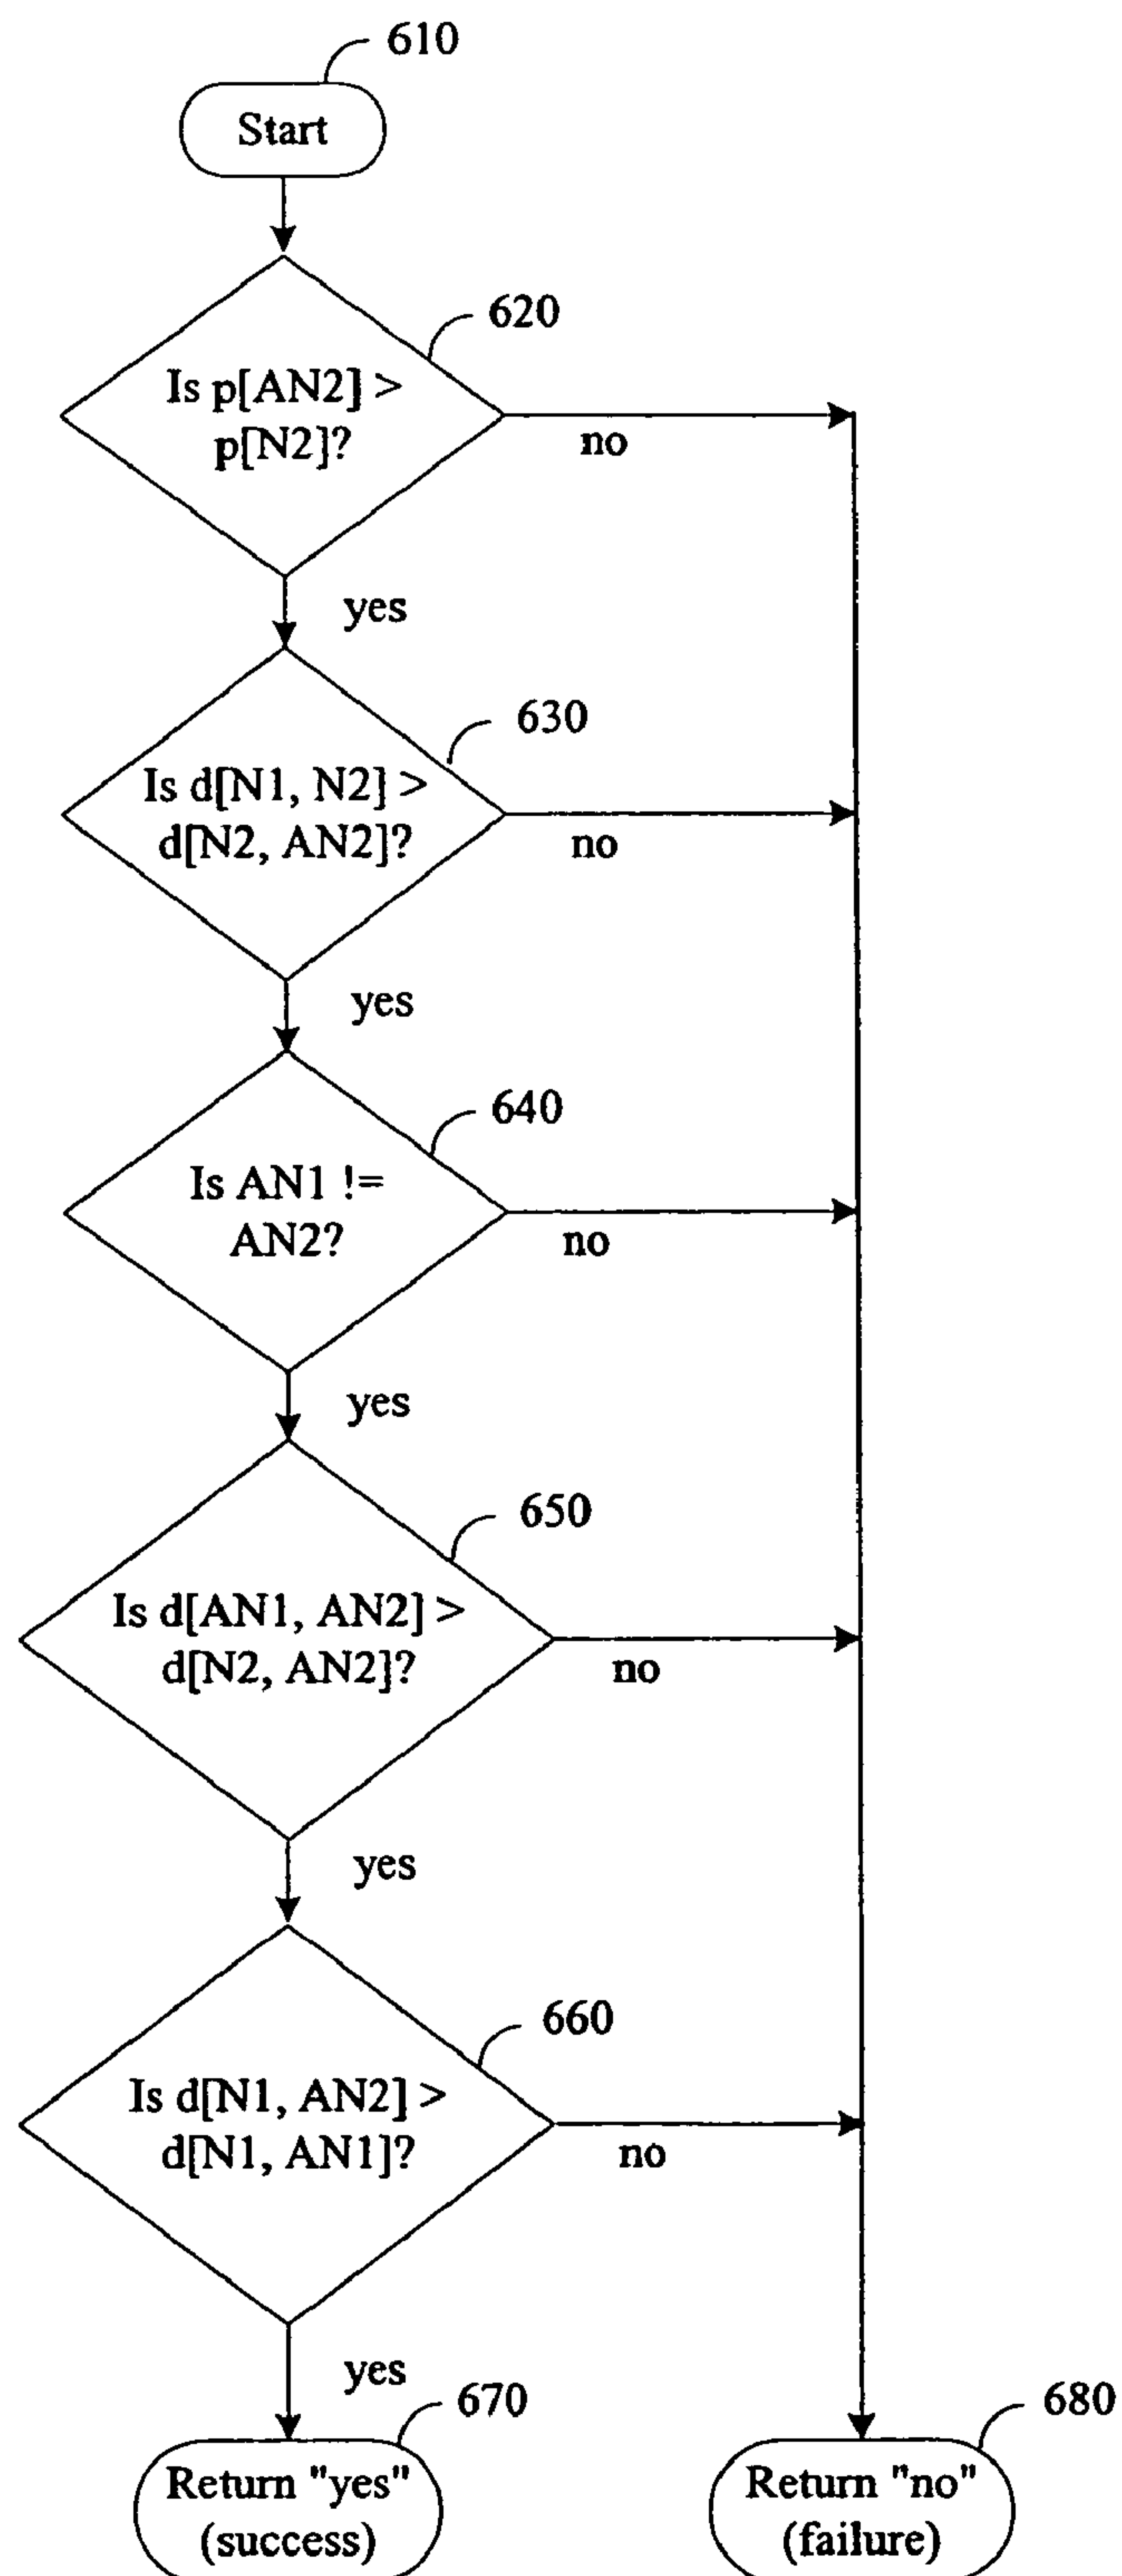 610
Start
620
Is p[AN2] >
p[N2]?
no
yes
630
Is d[N1, N2] >
d[N2, AN2]?
no
yes
640
Is AN1 !=
AN2?
no
yes
650
Is d[AN1, AN2] >
d[N2, AN2]?
no
yes
660
Is d[N1, AN2] >
d[N1, AN1]?
no
yes
670
Return "yes"
(success)
680
Return "no"
(failure)